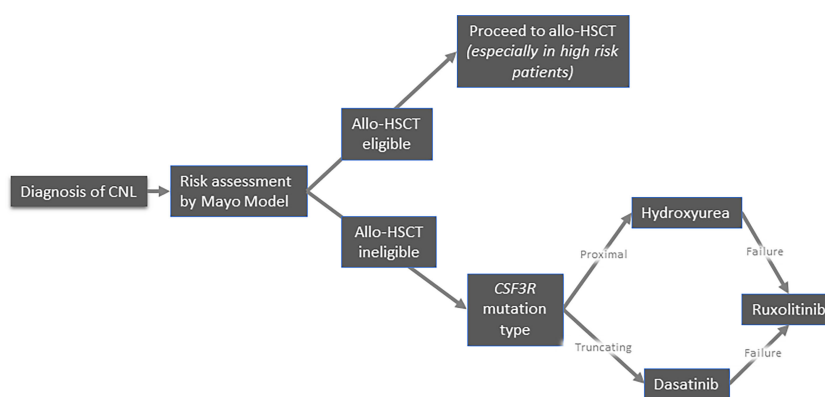 Diagnosis of CNL
Risk assessment
by Mayo Model
Allo-HSCT
eligible
Proceed to allo-HSCT
(especially in high risk
patients)
Allo-HSCT
ineligible
CSF3R
mutation
type
Proximal
Hydroxyurea
Failure
Truncating
Dasatinib
Failure
Ruxolitinib